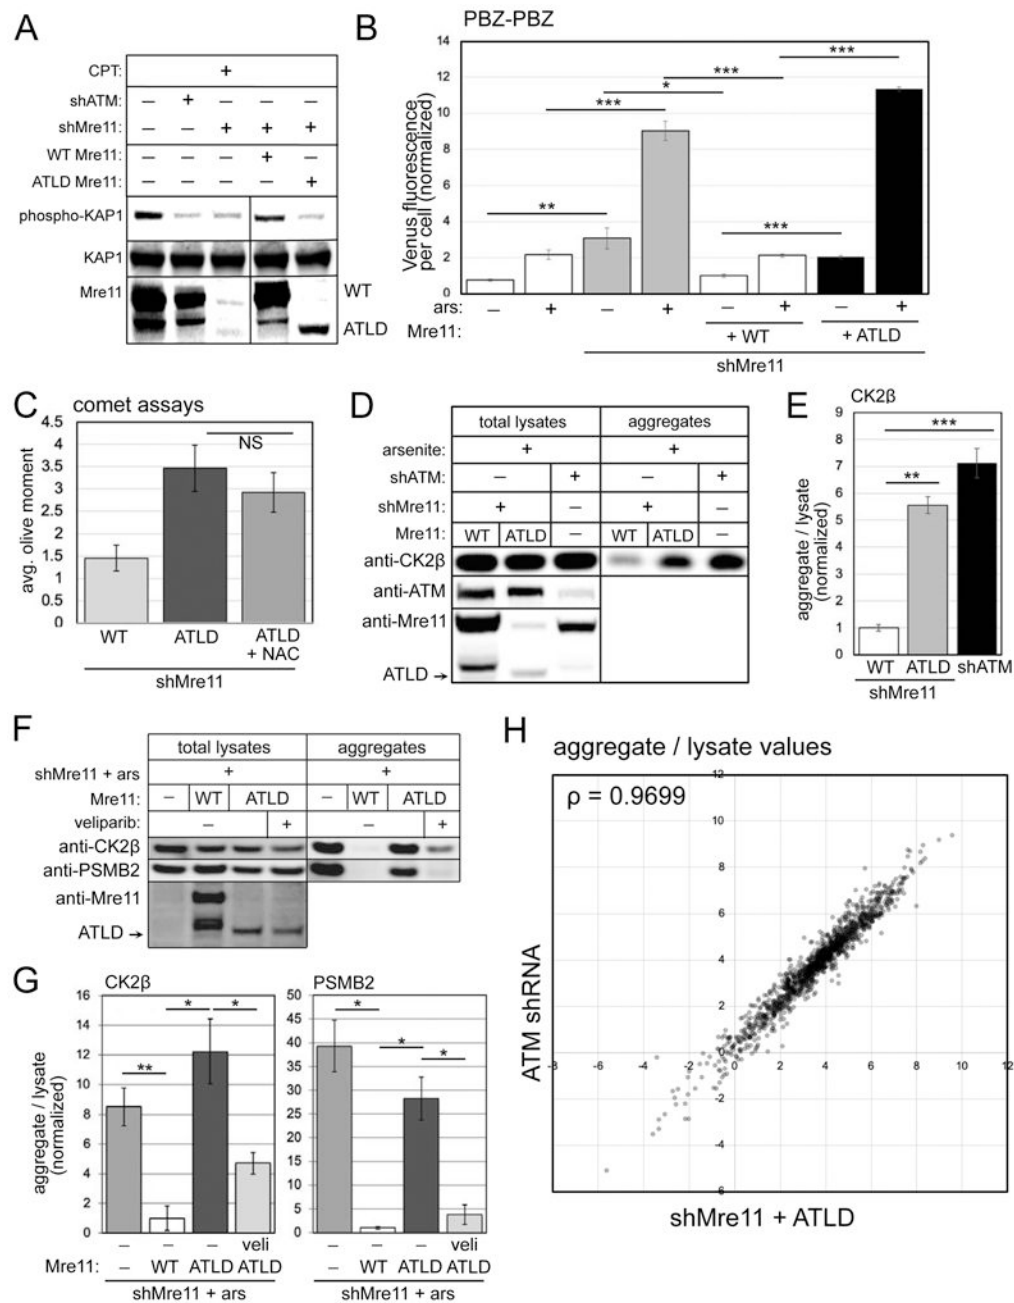 A
CPT: +
shATM: – + – – –
shMre11: – – + + +
WT Mre11: – – – + –
ATLD Mre11: – – – – +
phospho-KAP1
KAP1
Mre11
WT
ATLD
B
PBZ-PBZ
Venus fluorescence
per cell (normalized)
14
12
10
8
6
4
2
0
** *** * *** *** ***
ars: – + – + – + – +
Mre11: + WT + ATLD
shMre11
C
comet assays
avg. olive moment
4.5
4
3.5
3
2.5
2
1.5
1
0.5
0
NS
WT ATLD ATLD
+ NAC
shMre11
D
total lysates aggregates
arsenite: + +
shATM: – + – +
shMre11: + – + –
Mre11: WT ATLD – WT ATLD –
anti-CK2β
anti-ATM
anti-Mre11
ATLD →
E
CK2β
aggregate / lysate
(normalized)
9
8
7
6
5
4
3
2
1
0
***
**
WT ATLD shATM
shMre11
F
total lysates aggregates
shMre11 + ars + +
Mre11: – WT ATLD – WT ATLD
veliparib: – + – +
anti-CK2β
anti-PSMB2
anti-Mre11
ATLD →
G
CK2β
aggregate / lysate
(normalized)
16
14
12
10
8
6
4
2
0
** * *
– – – veli
Mre11: – WT ATLD ATLD
shMre11 + ars
PSMB2
50
45
40
35
30
25
20
15
10
5
0
* * *
– – – veli
– WT ATLD ATLD
shMre11 + ars
H
aggregate / lysate values
ρ = 0.9699
ATM shRNA
12
10
8
6
4
2
0
-2
-4
6
-8 -6 -4 -2 0 2 4 6 8 10 12
shMre11 + ATLD